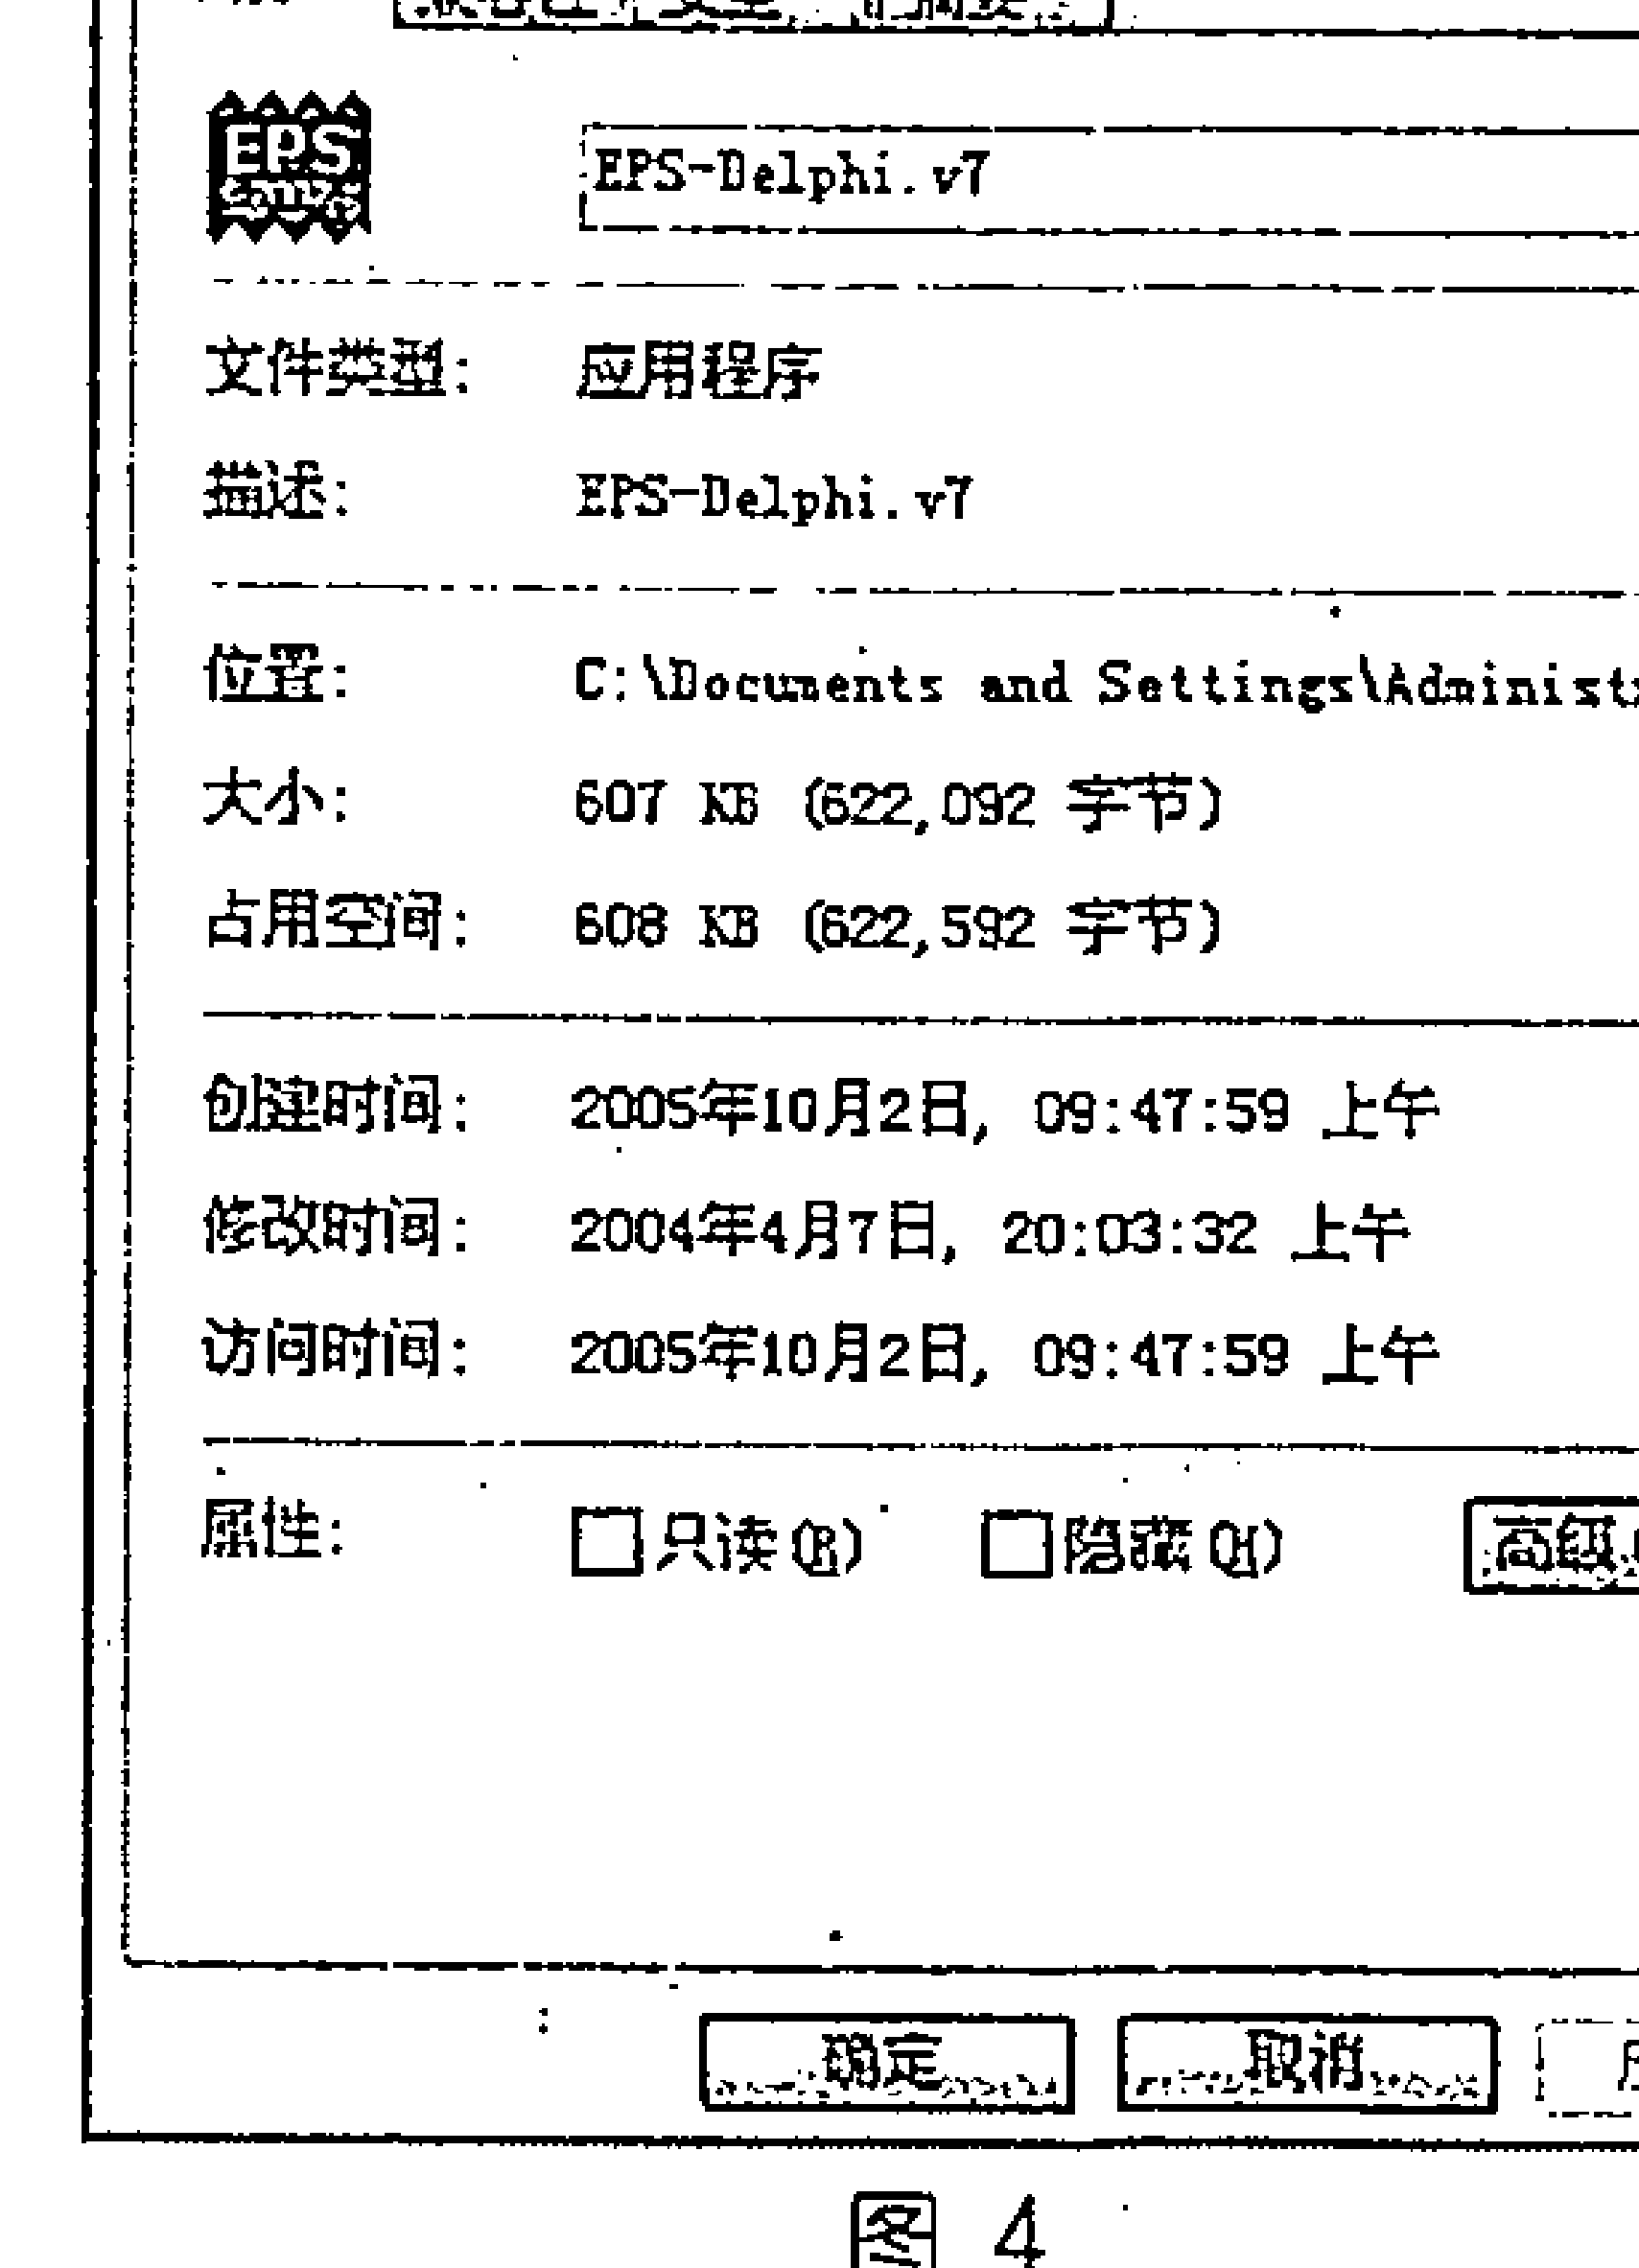 EPS
EPS-Delphi.v7
文件类型: 应用程序
描述: EPS-Delphi.v7
位置: C:\Documents and Settings\Administr
大小: 607 KB (622,092 字节)
占用空间: 608 KB (622,592 字节)
创建时间: 2005年10月2日, 09:47:59 上午
修改时间: 2004年4月7日, 20:03:32 上午
访问时间: 2005年10月2日, 09:47:59 上午
属性: 只读(R) 隐藏(H) 高级
确定 取消
图 4